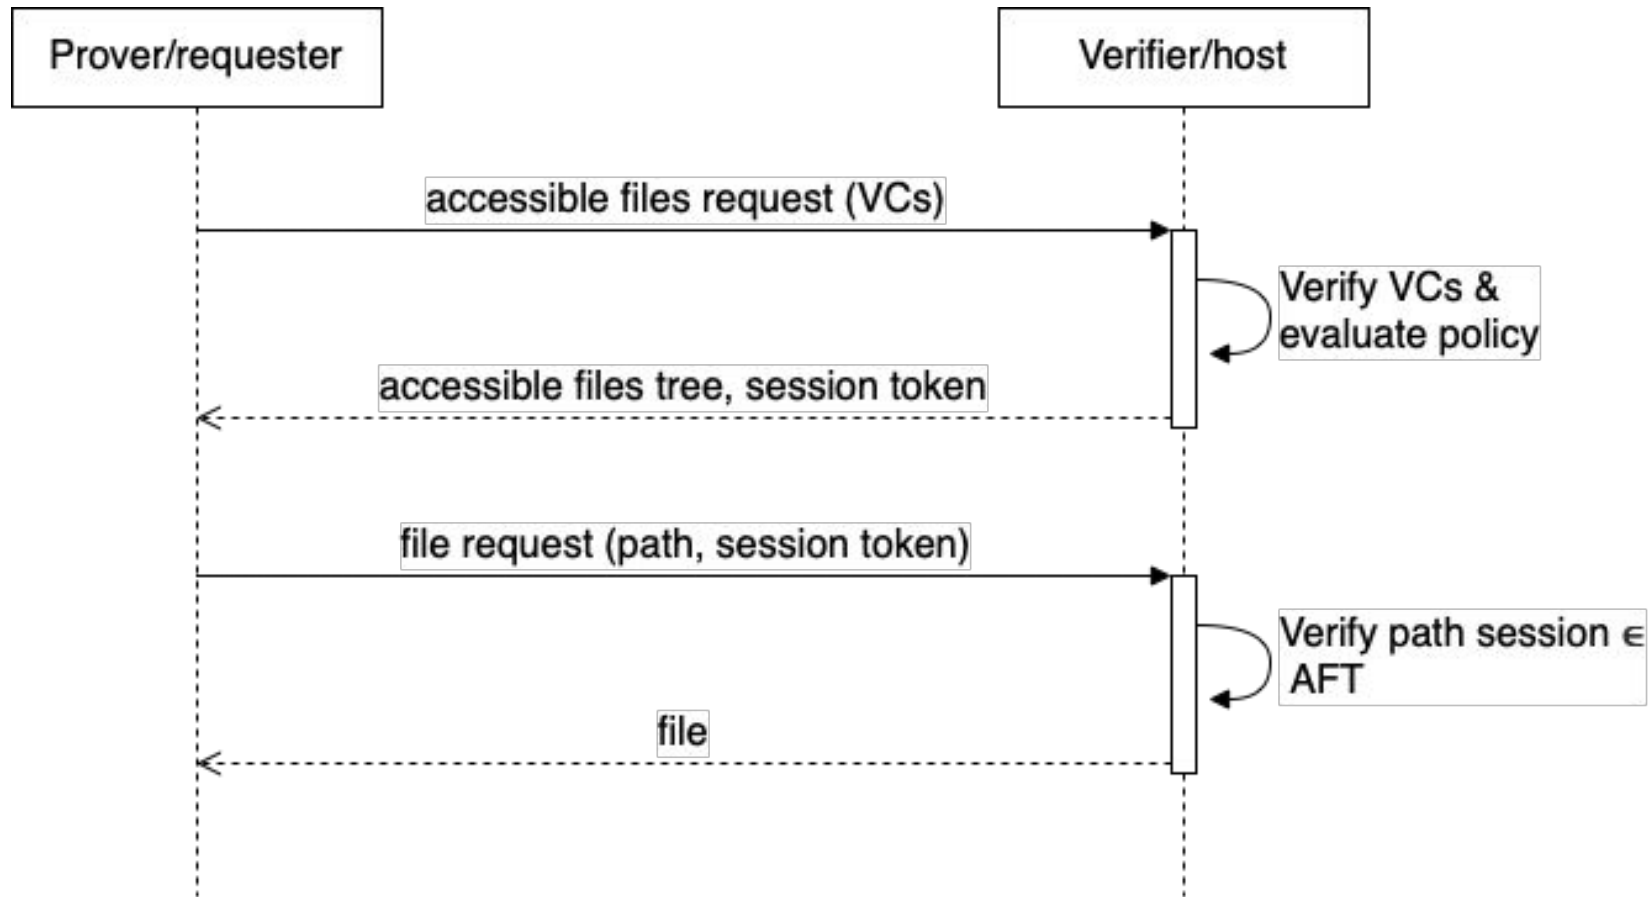 Prover/requester
Verifier/host
accessible files request (VCs)
Verify VCs &
evaluate policy
accessible files tree, session token
file request (path, session token)
Verify path session ∈
AFT
file